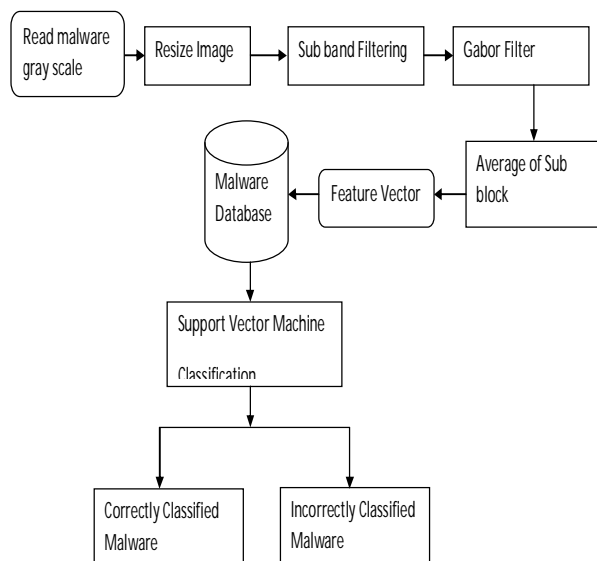 Read malware
gray scale
Resize Image
Sub band Filtering
Gabor Filter
Average of Sub
block
Feature Vector
Malware
Database
Support Vector Machine
Classification
Correctly Classified
Malware
Incorrectly Classified
Malware